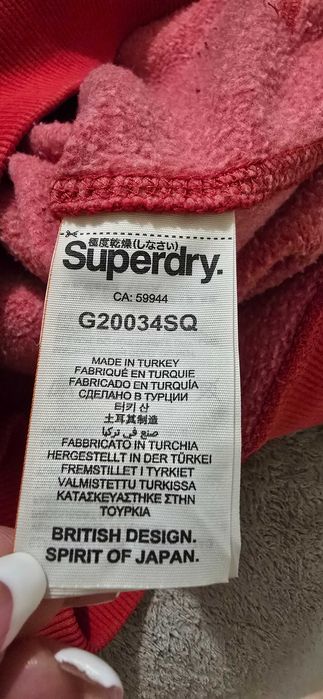 極度乾燥(しなさい)
Superdry.
CA: 59944
G20034SQ
MADE IN TURKEY
FABRIQUÉ EN TURQUIE
FABRICADO EN TURQUÍA
СДЕЛАНО В ТУРЦИИ
터키 산
土耳其制造
صنع في تركيا
FABBRICATO IN TURCHIA
HERGESTELLT IN DER TÜRKEI
FREMSTILLET I TYRKIET
VALMISTETTU TURKISSA
ΚΑΤΑΣΚΕΥΑΣΤΗΚΕ ΣΤΗΝ
ΤΟΥΡΚΙΑ
BRITISH DESIGN.
SPIRIT OF JAPAN.